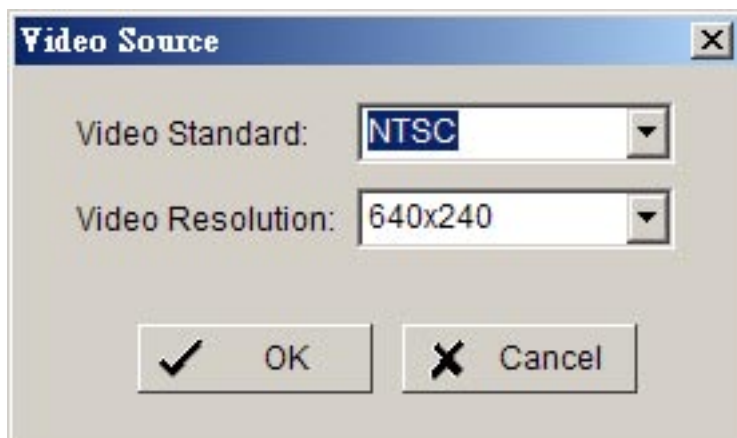 Video Source
Video Standard: NTSC
Video Resolution: 640x240
OK Cancel